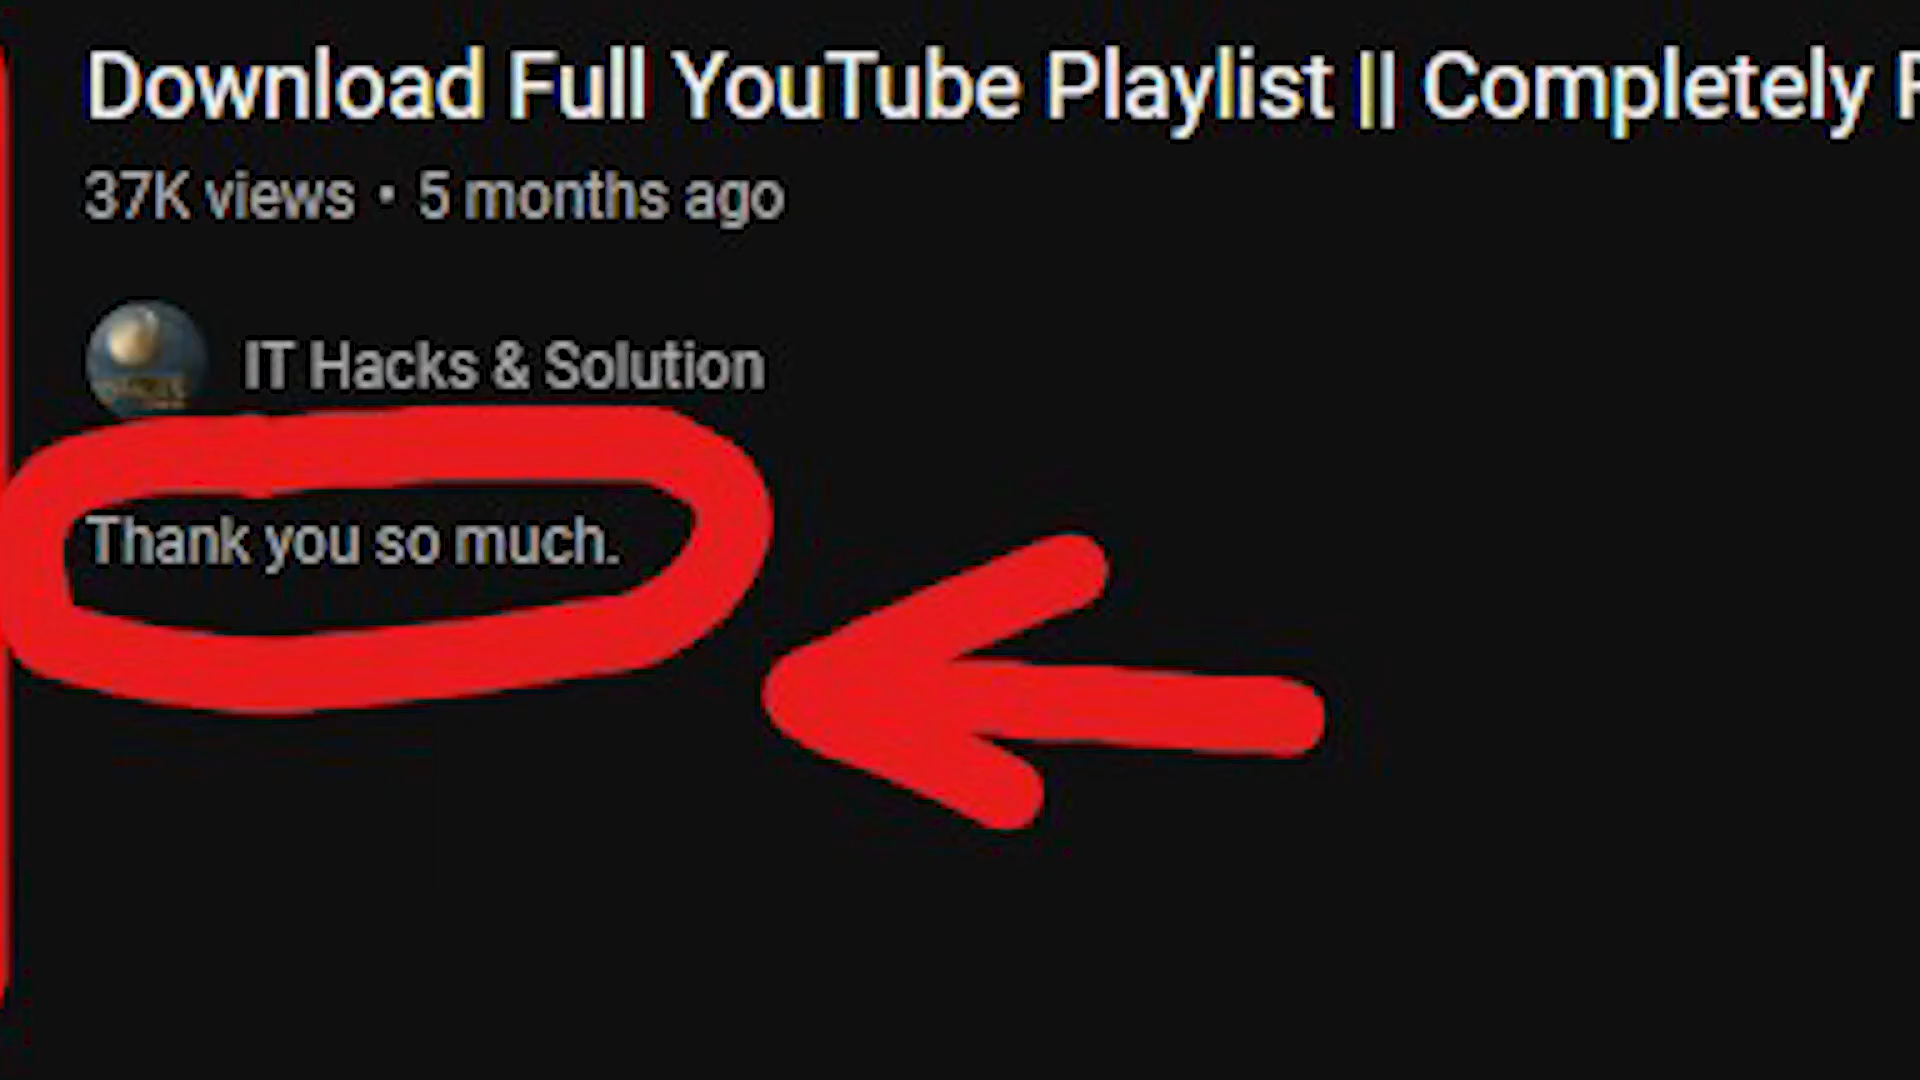 Download Full YouTube Playlist || Completely
37K views • 5 months ago
IT Hacks & Solution
Thank you so much.